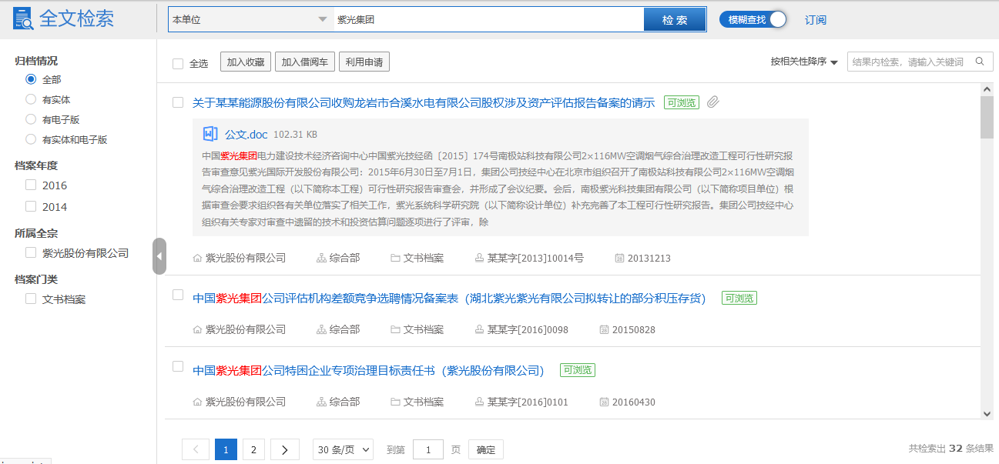 全文检索
本单位
紫光集团
检 索
模糊查找
订阅
归档情况
全部
有实体
有电子版
有实体和电子版
档案年度
2016
2014
所属全宗
紫光股份有限公司
档案门类
文书档案
全选
加入收藏
加入借阅车
利用申请
按相关性降序
结果内检索，请输入关键词
关于某某能源股份有限公司收购龙岩市合溪水电有限公司股权涉及资产评估报告备案的请示 可浏览
公文.doc 102.31 KB
中国紫光集团电力建设技术经济咨询中心中国紫光技经函〔2015〕174号南极站科技有限公司2×116MW空调烟气综合治理改造工程可行性研究报
告审查意见紫光国际开发股份有限公司：2015年6月30日至7月1日，集团公司技经中心在北京市组织召开了南极站科技有限公司2×116MW空调烟
气综合治理改造工程（以下简称本工程）可行性研究报告审查会，并形成了会议纪要。会后，南极紫光科技集团有限公司（以下简称项目单位）根
据审查会要求组织各有关单位落实了相关工作，紫光系统科学研究院（以下简称设计单位）补充完善了本工程可行性研究报告。集团公司技经中心
组织有关专家对审查中遗留的技术和投资估算问题逐项进行了评审，除
紫光股份有限公司 综合部 文书档案 某某字[2013]10014号 20131213
中国紫光集团公司评估机构差额竞争选聘情况备案表（湖北紫光紫光有限公司拟转让的部分积压存货） 可浏览
紫光股份有限公司 综合部 文书档案 某某字[2016]0098 20150828
中国紫光集团公司特困企业专项治理目标责任书（紫光股份有限公司） 可浏览
紫光股份有限公司 综合部 文书档案 某某字[2016]0101 20160430
1 2 30 条/页 到第 1 页 确定
共检索出 32 条结果